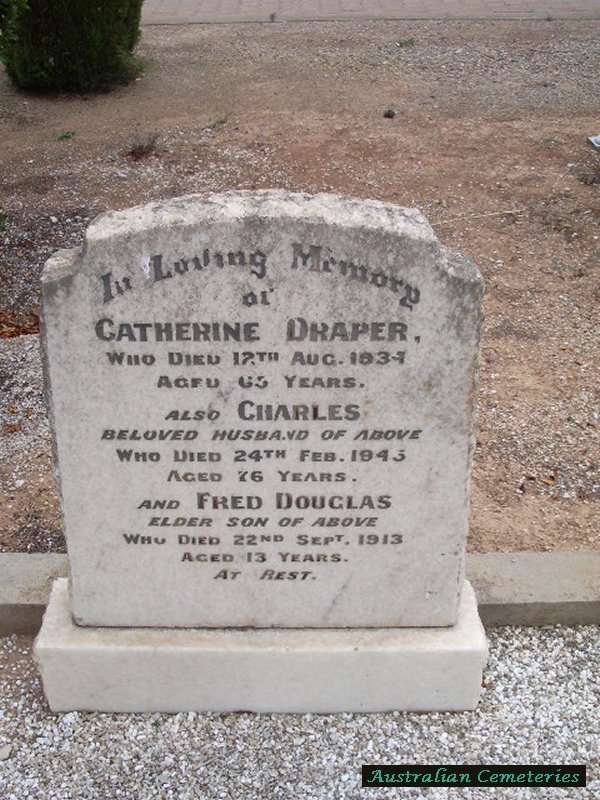 In Loving Memory
of
CATHERINE DRAPER,
WHO DIED 12TH AUG. 1934
AGED 65 YEARS.
ALSO CHARLES
BELOVED HUSBAND OF ABOVE
WHO DIED 24TH FEB. 1945
AGED 76 YEARS.
AND FRED DOUGLAS
ELDER SON OF ABOVE
WHO DIED 22ND SEPT. 1913
AGED 13 YEARS.
AT REST.
Australian Cemeteries